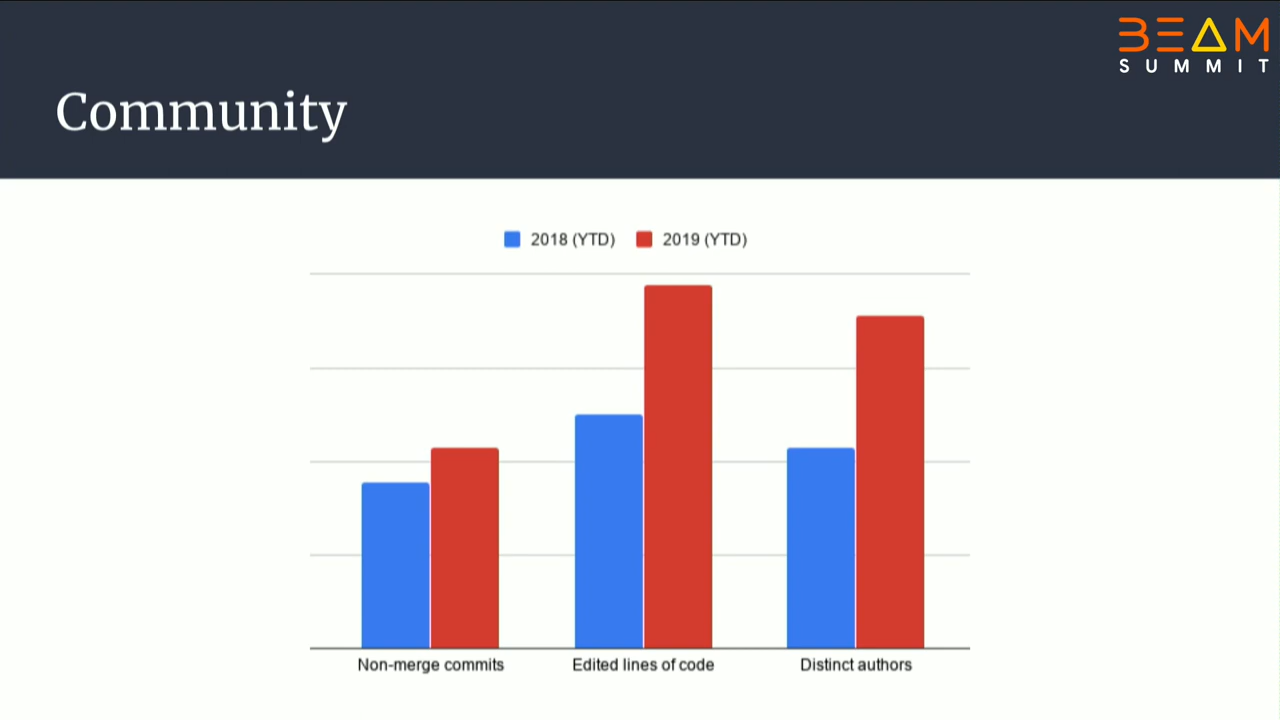 BEAM
SUMMIT
Community
2018 (YTD) 2019 (YTD)
Non-merge commits Edited lines of code Distinct authors